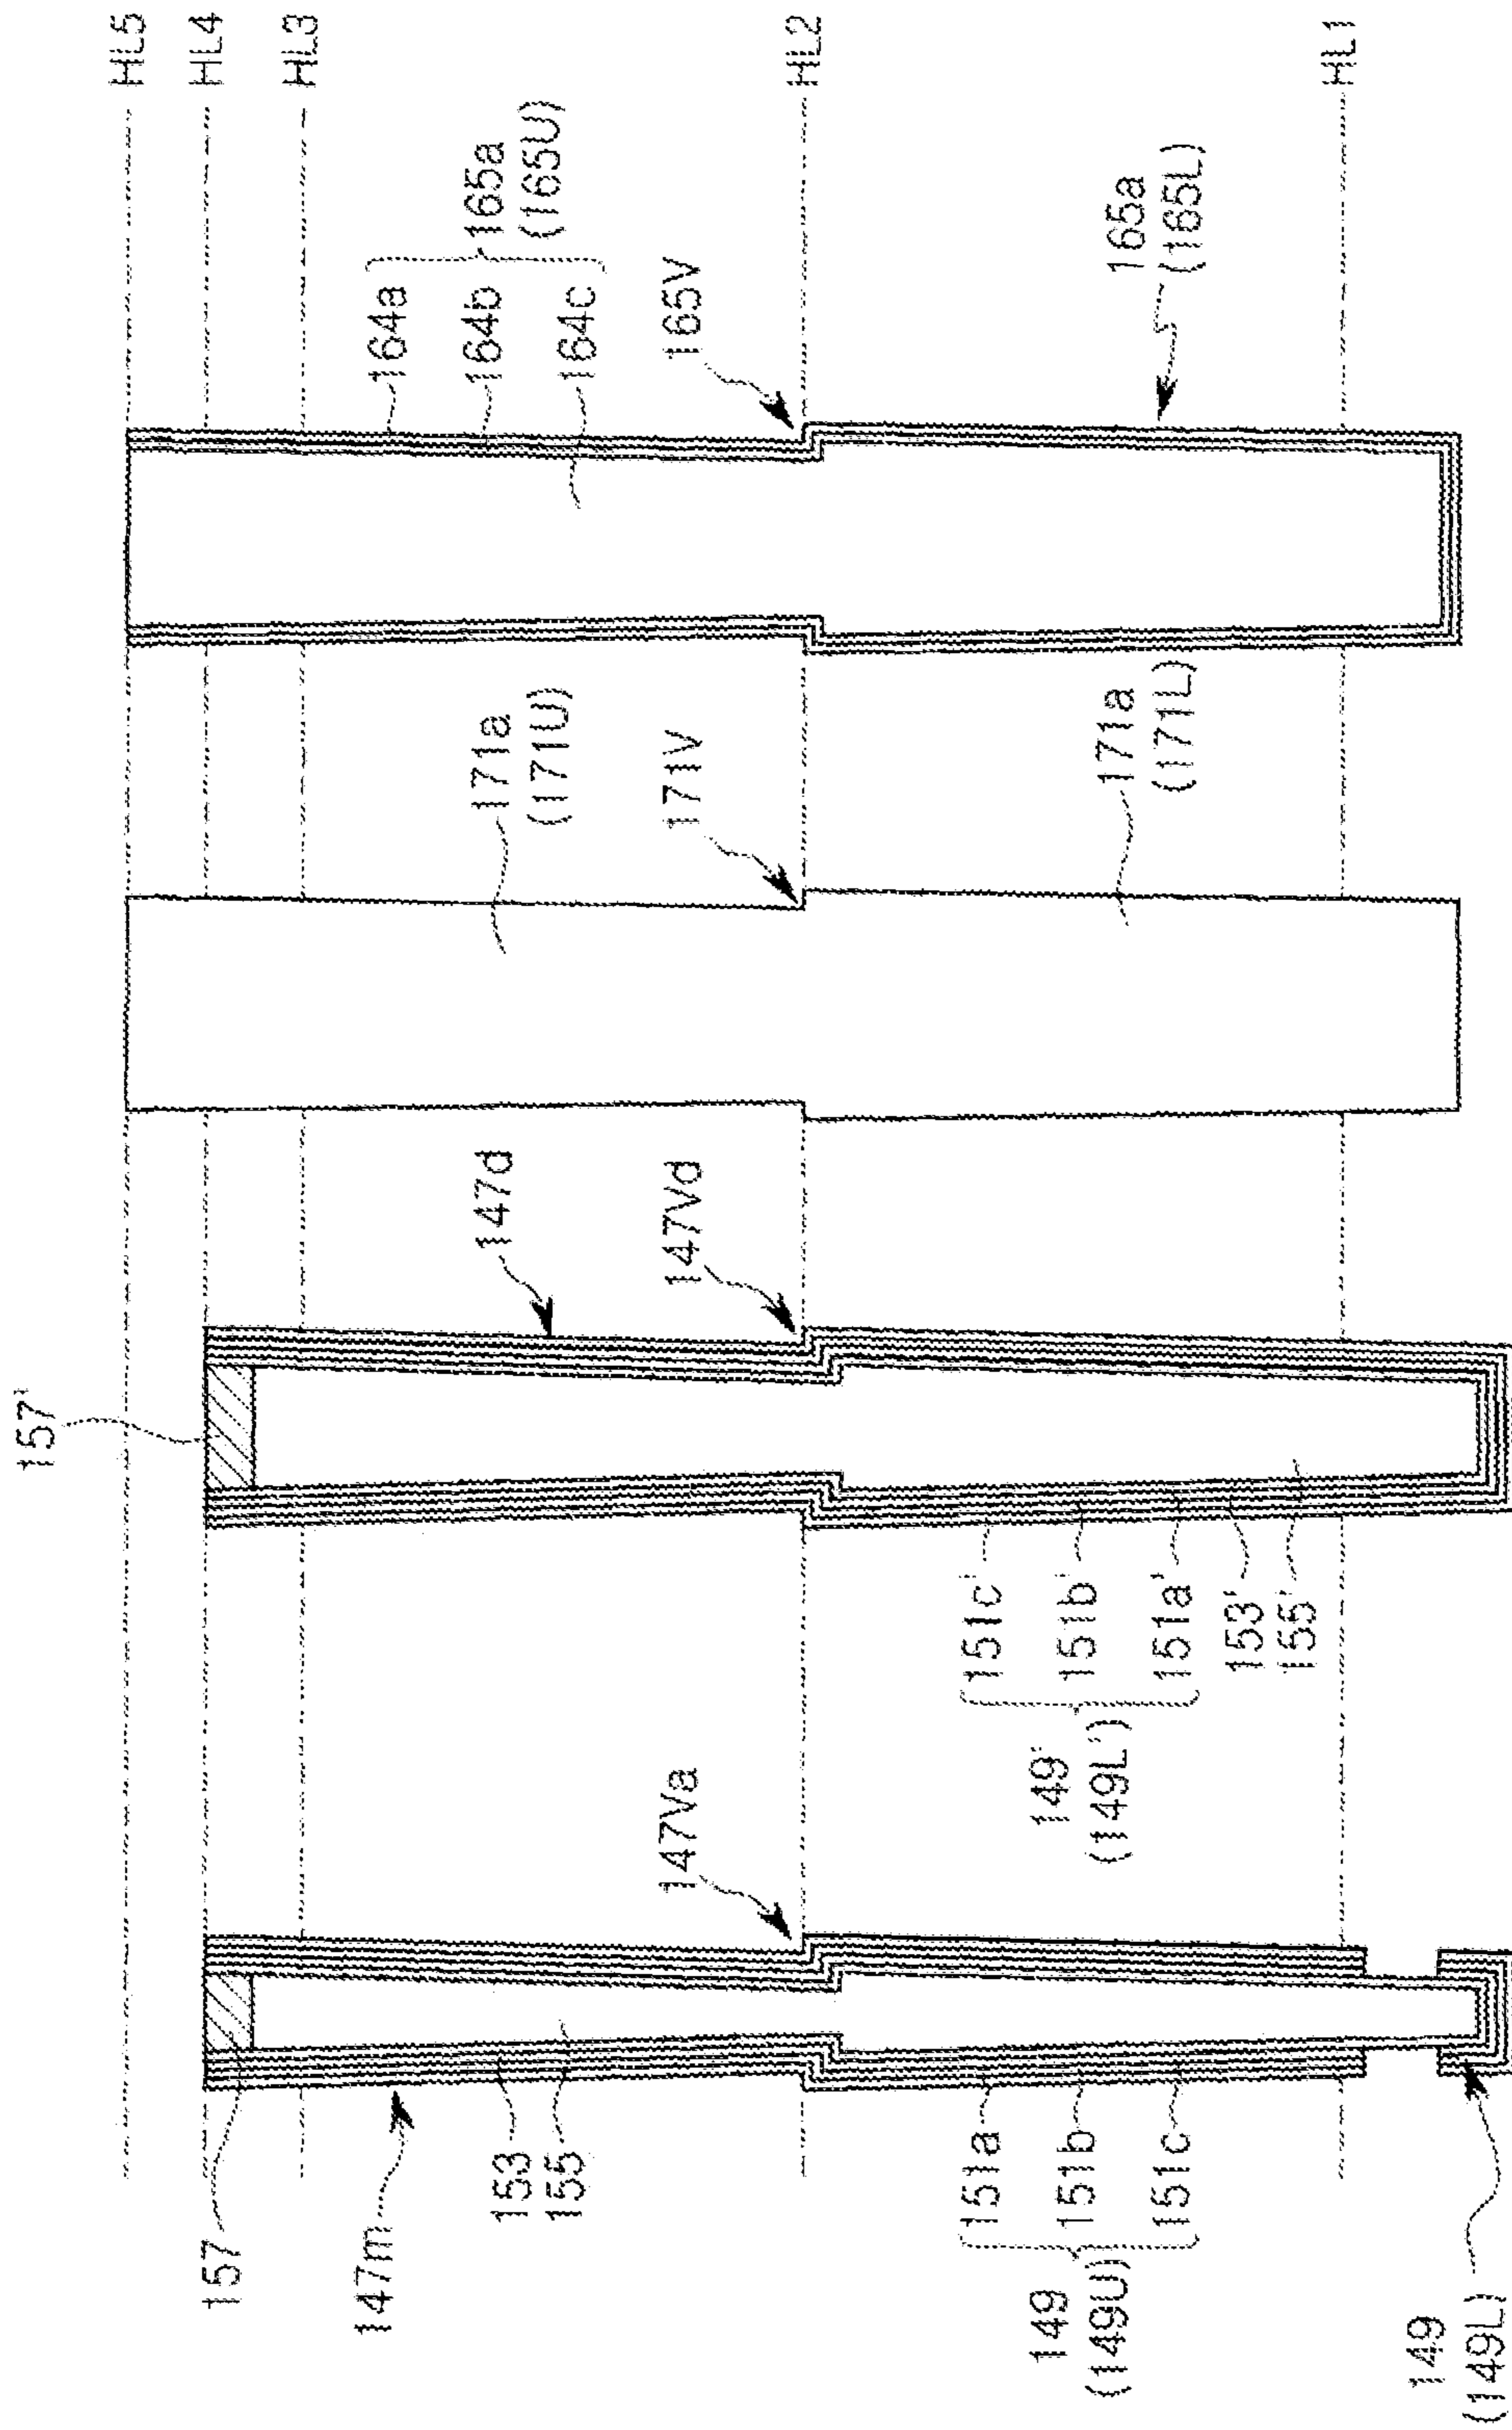 HL5
HL4
HL3
HL2
HL1
164a
164b
164c
165a
(165U)
165V
165a
(165L)
171a
(171U)
171V
171a
(171L)
157'
147d
147Vd
151c'
151b'
151a'
149'
(149L')
153'
155'
147Va
157
147m
153
155
151a
151b
151c
149
(149U)
149
(149L)